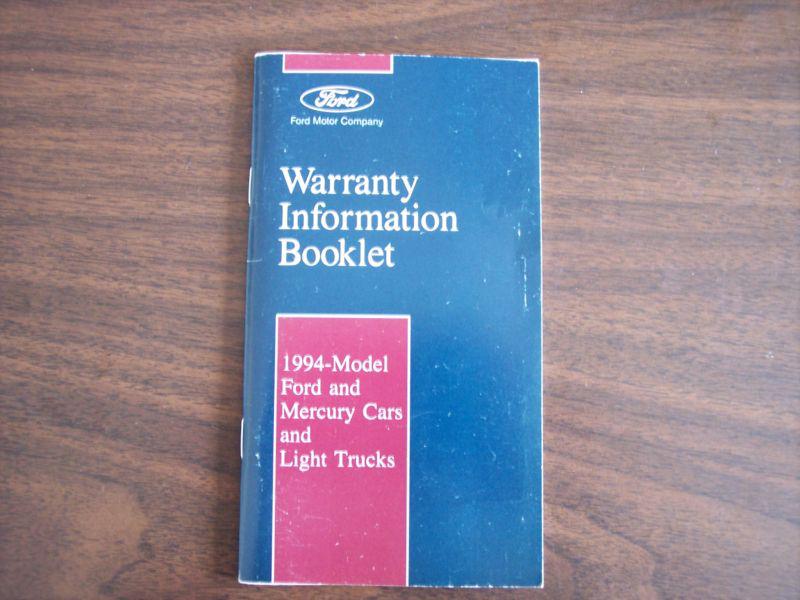 Ford
Ford Motor Company
Warranty
Information
Booklet
1994-Model
Ford and
Mercury Cars
and
Light Trucks